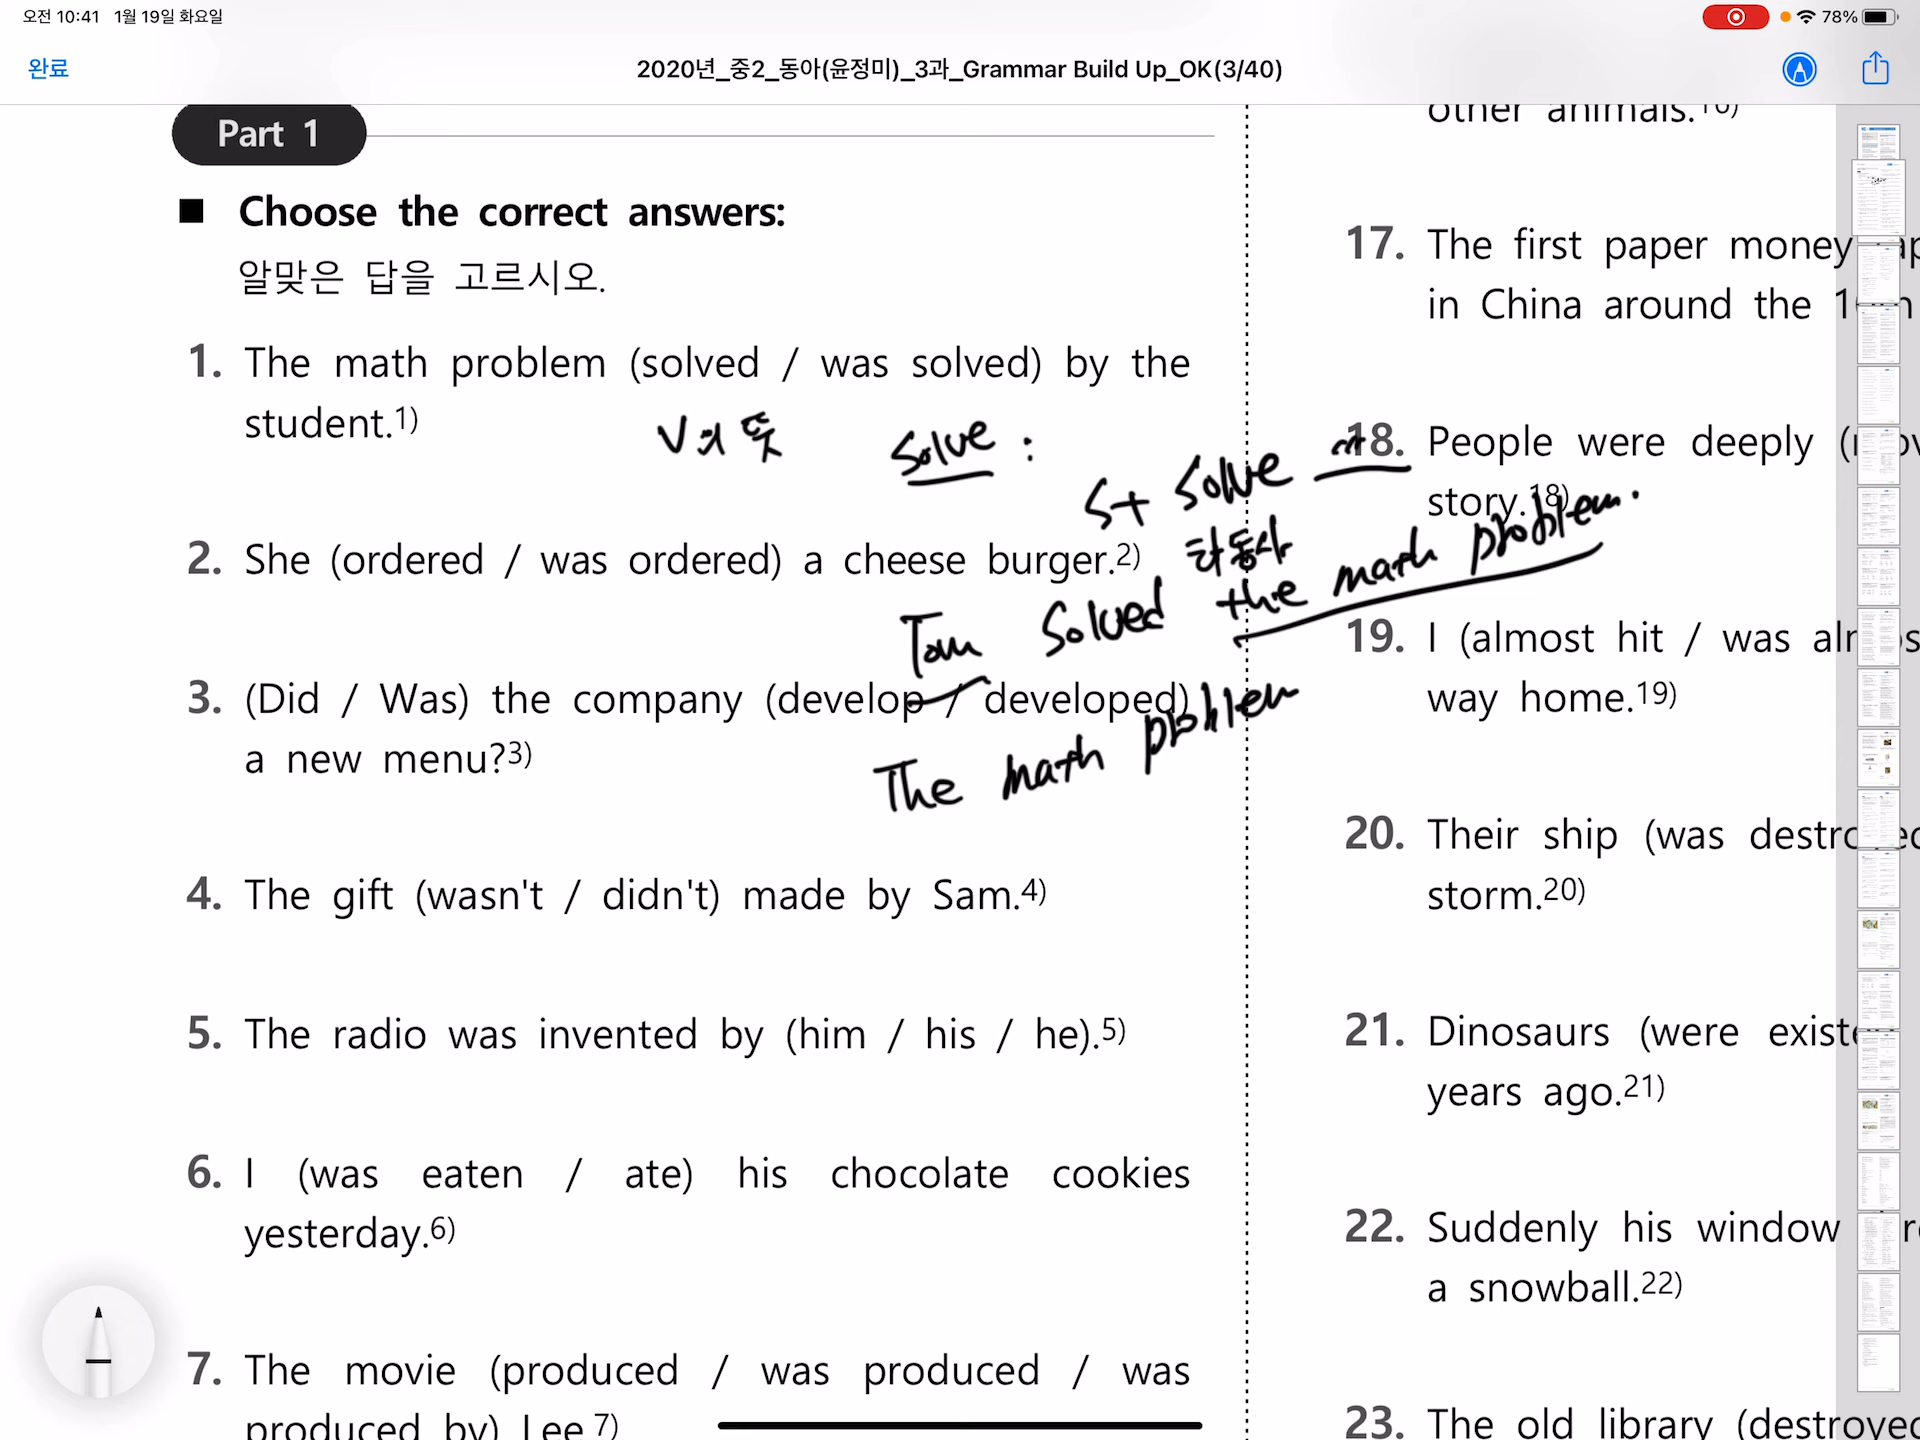 오전 10:41 1월 19일 화요일
78%
완료
2020년_중2_동아(윤정미)_3과_Grammar Build Up_OK(3/40)
Part 1
■ Choose the correct answers:
알맞은 답을 고르시오.
1. The math problem (solved / was solved) by the
student.1)
V의 뜻 solve :
S+ solve
타동사
2. She (ordered / was ordered) a cheese burger.2)
Tom solved the math problem.
3. (Did / Was) the company (develop / developed)
a new menu?3)
The math problem
4. The gift (wasn't / didn't) made by Sam.4)
5. The radio was invented by (him / his / he).5)
6. I (was eaten / ate) his chocolate cookies
yesterday.6)
7. The movie (produced / was produced / was
produced by) Lee.7)
other animals.16)
17. The first paper money
in China around the
18. People were deeply
story.18)
19. I (almost hit / was
way home.19)
20. Their ship (was
storm.20)
21. Dinosaurs (were
years ago.21)
22. Suddenly his window
a snowball.22)
23. The old library (destroyed